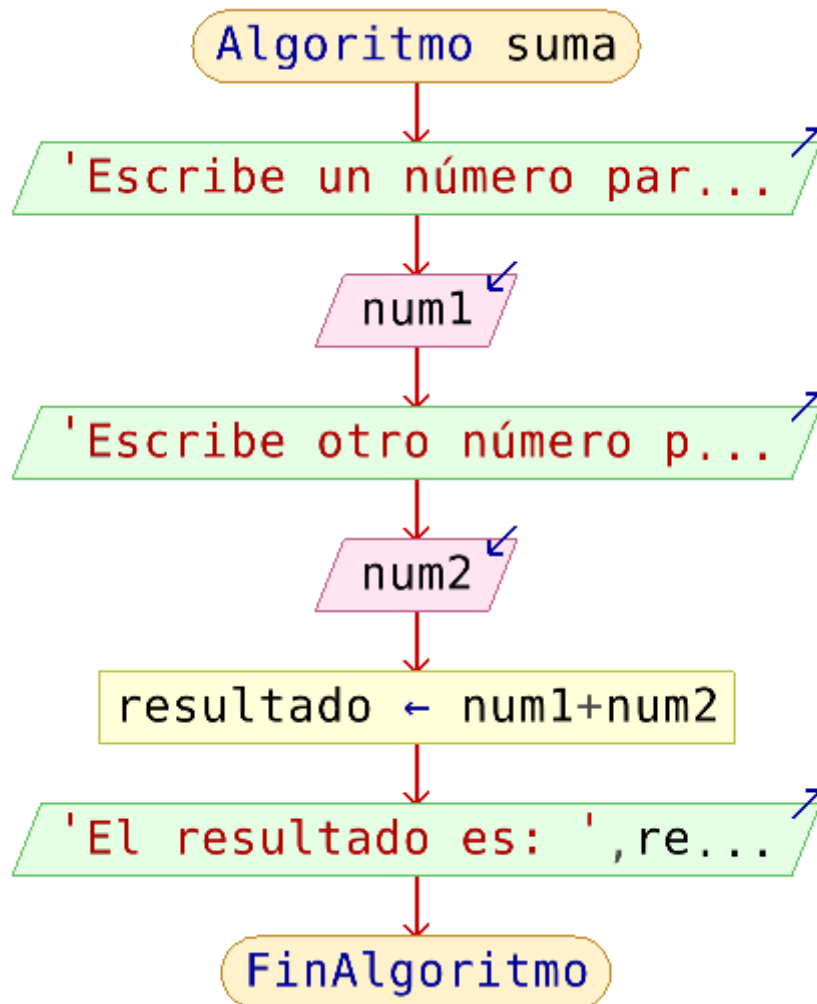 Algoritmo suma
'Escribe un número par...
num1
'Escribe otro número p...
num2
resultado ← num1+num2
'El resultado es: ',re...
FinAlgoritmo